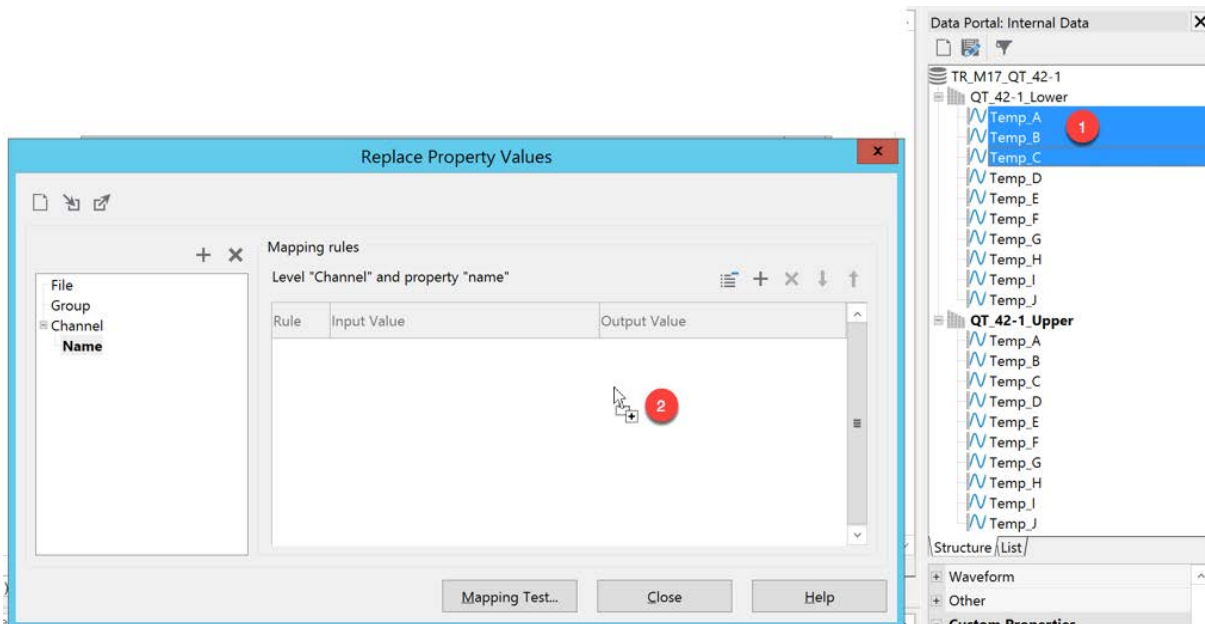 Replace Property Values
x
Mapping rules
Level "Channel" and property "name"
File
Group
Channel
Name
Rule
Input Value
Output Value
2
Mapping Test...
Close
Help
Data Portal: Internal Data
TR_M17_QT_42-1
QT_42-1_Lower
Temp_A
Temp_B
1
Temp_C
Temp_D
Temp_E
Temp_F
Temp_G
Temp_H
Temp_I
Temp_J
QT_42-1_Upper
Temp_A
Temp_B
Temp_C
Temp_D
Temp_E
Temp_F
Temp_G
Temp_H
Temp_I
Temp_J
Structure List
Waveform
Other
Custom Properties